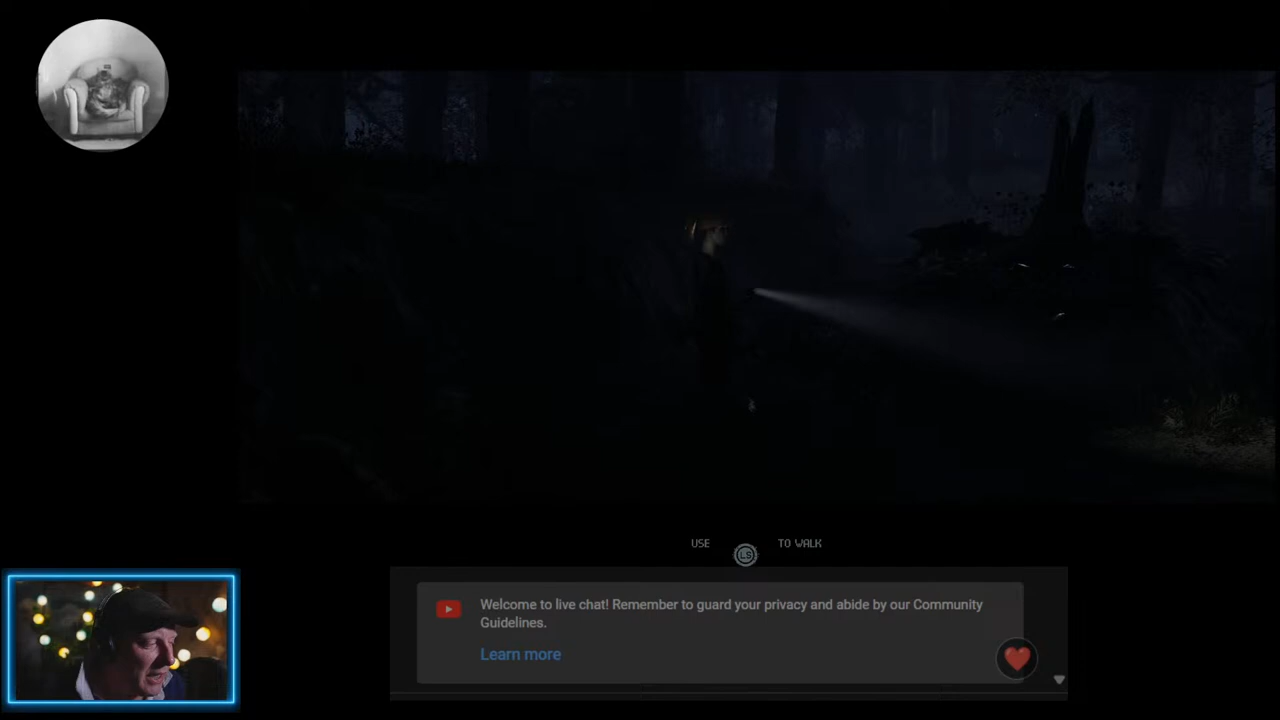 USE LS TO WALK
Welcome to live chat! Remember to guard your privacy and abide by our Community
Guidelines.
Learn more